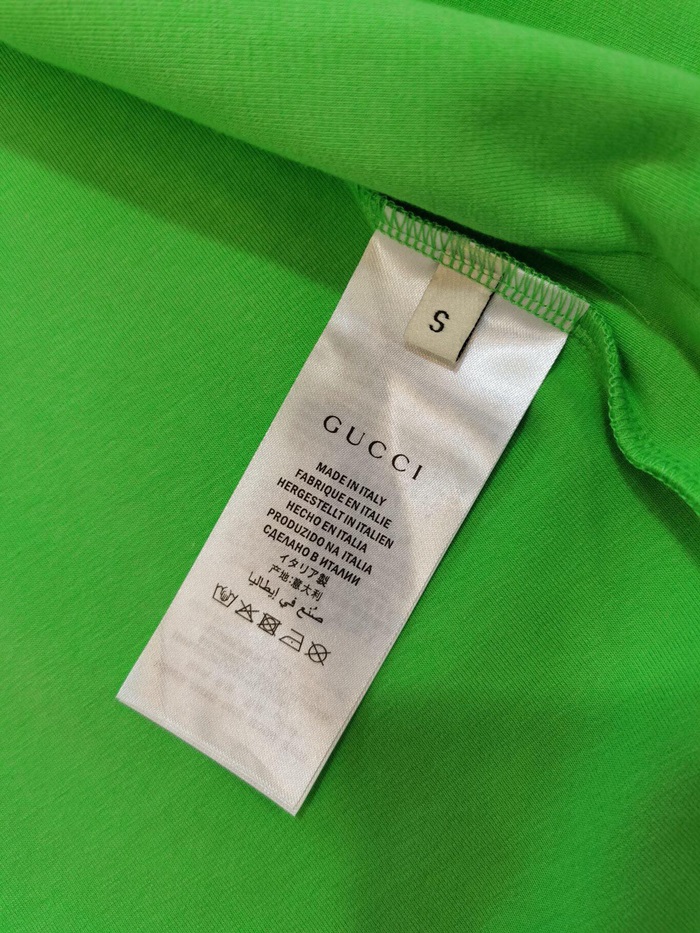 S
GUCCI
MADE IN ITALY
FABRIQUE EN ITALIE
HERGESTELLT IN ITALIEN
HECHO EN ITALIA
PRODUZIDO NA ITALIA
СДЕЛАНО В ИТАЛИИ
イタリア製
产地:意大利
صُنع في إيطاليا